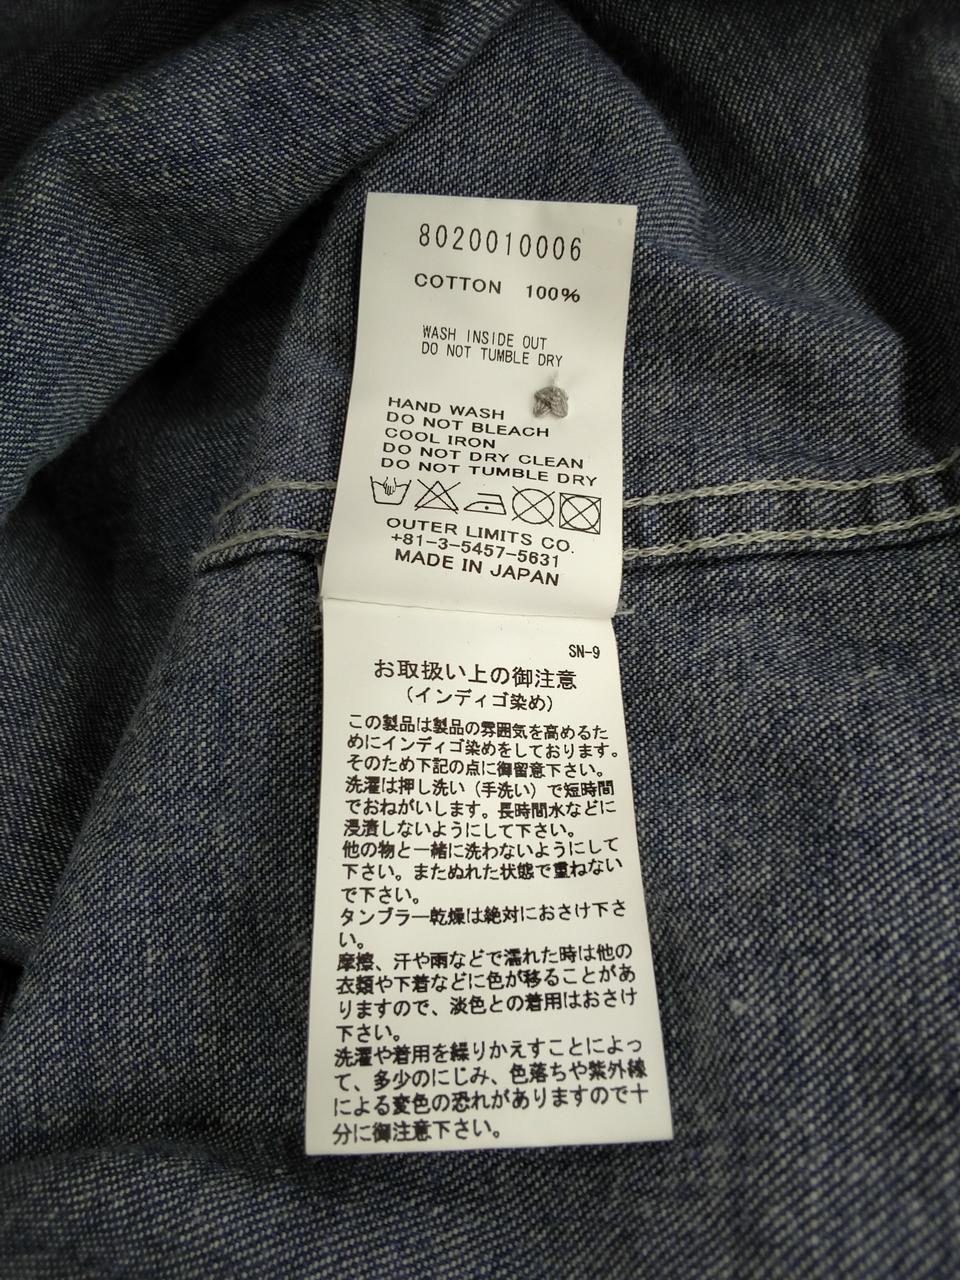 8020010006
COTTON 100%
WASH INSIDE OUT
DO NOT TUMBLE DRY
HAND WASH
DO NOT BLEACH
COOL IRON
DO NOT DRY CLEAN
DO NOT TUMBLE DRY
OUTER LIMITS CO.
+81-3-5457-5631
MADE IN JAPAN
SN-9
お取扱い上の御注意
（インディゴ染め）
この製品は製品の雰囲気を高めるた
めにインディゴ染めをしております。
そのため下記の点に御留意下さい。
洗濯は押し洗い（手洗い）で短時間
でおねがいします。長時間水などに
浸漬しないようにして下さい。
他の物と一緒に洗わないようにして
下さい。またぬれた状態で重ねない
で下さい。
タンブラー乾燥は絶対におさけ下さ
い。
摩擦、汗や雨などで濡れた時は他の
衣類や下着などに色が移ることがあ
りますので、淡色との着用はおさけ
下さい。
洗濯や着用を繰りかえすことによっ
て、多少のにじみ、色落ちや紫外線
による変色の恐れがありますので十
分に御注意下さい。